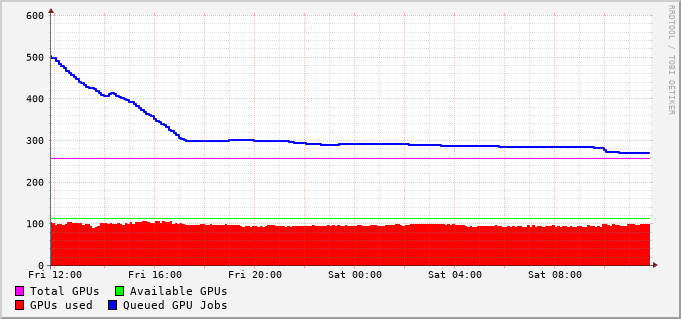 600
500
400
300
200
100
0
Fri 12:00 Fri 16:00 Fri 20:00 Sat 00:00 Sat 04:00 Sat 08:00
Total GPUs Available GPUs
GPUs used Queued GPU Jobs
RRDTOOL / TOBI OETIKER